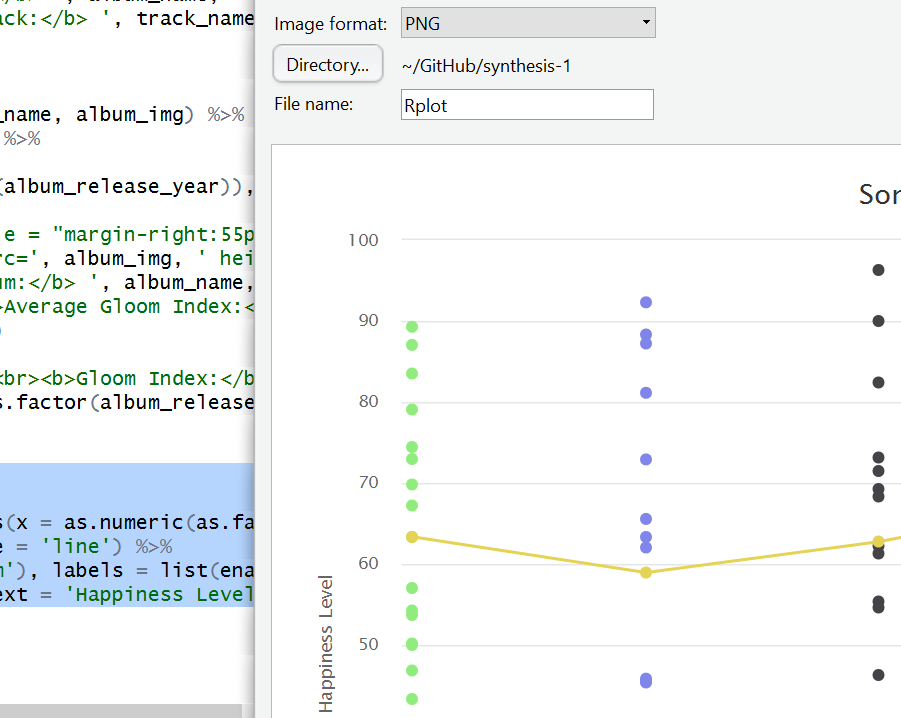 ack:</b> ', track_name
_name, album_img) %>%
%>%
(album_release_year)),
le = "margin-right:55p
rc=', album_img, ' hei
um:</b> ', album_name,
>Average Gloom Index:<
<br><b>Gloom Index:</b
s.factor(album_release
s(x = as.numeric(as.fa
e = 'line') %>%
m'), labels = list(ena
ext = 'Happiness Level
Image format: PNG
Directory... ~/GitHub/synthesis-1
File name: Rplot
Sor
100
90
80
70
60
50
Happiness Level